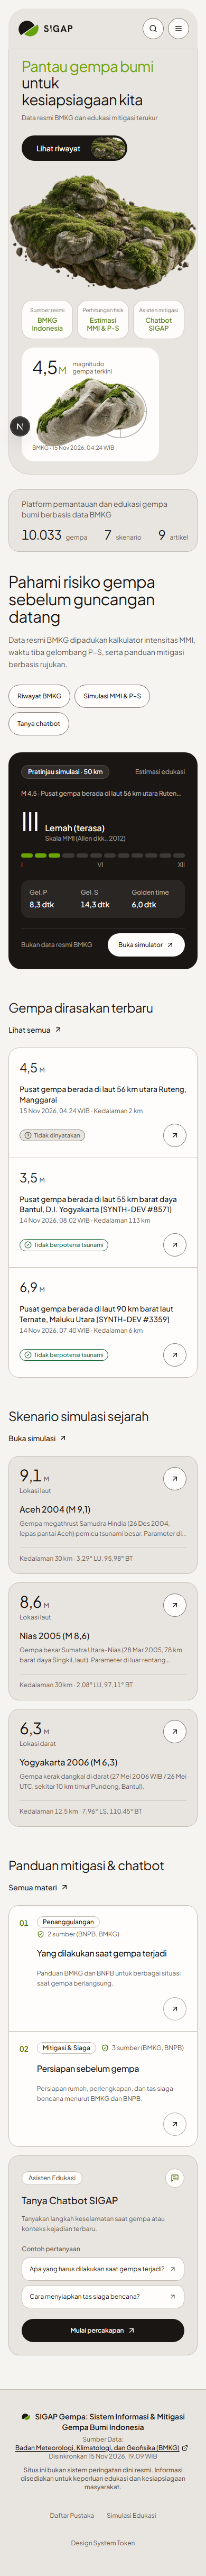 SIGAP
Pantau gempa bumi
untuk
kesiapsiagaan kita
Data resmi BMKG dan edukasi mitigasi terukur
Lihat riwayat
Sumber resmi
BMKG
Indonesia
Perhitungan fisik
Estimasi
MMI & P-S
Asisten mitigasi
Chatbot
SIGAP
4,5 M
magnitudo
gempa terkini
N
BMKG · 15 Nov 2026, 04.24 WIB
Platform pemantauan dan edukasi gempa
bumi berbasis data BMKG
10.033 gempa
7 skenario
9 artikel
Pahami risiko gempa
sebelum guncangan
datang
Data resmi BMKG dipadukan kalkulator intensitas MMI,
waktu tiba gelombang P–S, serta panduan mitigasi
berbasis rujukan.
Riwayat BMKG
Simulasi MMI & P-S
Tanya chatbot
Pratinjau simulasi · 50 km
Estimasi edukasi
M 4,5 · Pusat gempa berada di laut 56 km utara Ruten...
III
Lemah (terasa)
Skala MMI (Allen dkk., 2012)
I
VI
XII
Gel. P
8,3 dtk
Gel. S
14,3 dtk
Golden time
6,0 dtk
Bukan data resmi BMKG
Buka simulator
Gempa dirasakan terbaru
Lihat semua
4,5 M
Pusat gempa berada di laut 56 km utara Ruteng,
Manggarai
15 Nov 2026, 04.24 WIB · Kedalaman 2 km
Tidak dinyatakan
3,5 M
Pusat gempa berada di laut 55 km barat daya
Bantul, D.I. Yogyakarta [SYNTH-DEV #8571]
14 Nov 2026, 08.02 WIB · Kedalaman 113 km
Tidak berpotensi tsunami
6,9 M
Pusat gempa berada di laut 90 km barat laut
Ternate, Maluku Utara [SYNTH-DEV #3359]
14 Nov 2026, 07.40 WIB · Kedalaman 6 km
Tidak berpotensi tsunami
Skenario simulasi sejarah
Buka simulasi
9,1 M
Lokasi laut
Aceh 2004 (M 9,1)
Gempa megathrust Samudra Hindia (26 Des 2004,
lepas pantai Aceh) pemicu tsunami besar. Parameter di...
Kedalaman 30 km · 3,29° LU, 95,98° BT
8,6 M
Lokasi laut
Nias 2005 (M 8,6)
Gempa besar Sumatra Utara–Nias (28 Mar 2005, 78 km
barat daya Singkil, laut). Parameter di luar rentang...
Kedalaman 30 km · 2,08° LU, 97,11° BT
6,3 M
Lokasi darat
Yogyakarta 2006 (M 6,3)
Gempa kerak dangkal di darat (27 Mei 2006 WIB / 26 Mei
UTC, sekitar 10 km timur Pundong, Bantul).
Kedalaman 12.5 km · 7,96° LS, 110,45° BT
Panduan mitigasi & chatbot
Semua materi
01
Penanggulangan
2 sumber (BNPB, BMKG)
Yang dilakukan saat gempa terjadi
Panduan BMKG dan BNPB untuk berbagai situasi
saat gempa berlangsung.
02
Mitigasi & Siaga
3 sumber (BMKG, BNPB)
Persiapan sebelum gempa
Persiapan rumah, perlengkapan, dan tas siaga
bencana menurut BMKG dan BNPB.
Asisten Edukasi
Tanya Chatbot SIGAP
Tanyakan langkah keselamatan saat gempa atau
konteks kejadian terbaru.
Contoh pertanyaan
Apa yang harus dilakukan saat gempa terjadi?
Cara menyiapkan tas siaga bencana?
Mulai percakapan
SIGAP Gempa: Sistem Informasi & Mitigasi
Gempa Bumi Indonesia
Sumber Data:
Badan Meteorologi, Klimatologi, dan Geofisika (BMKG)
Disinkronkan 15 Nov 2026, 19.09 WIB
Situs ini bukan sistem peringatan dini resmi. Informasi
disediakan untuk keperluan edukasi dan kesiapsiagaan
masyarakat.
Daftar Pustaka
Simulasi Edukasi
Design System Token